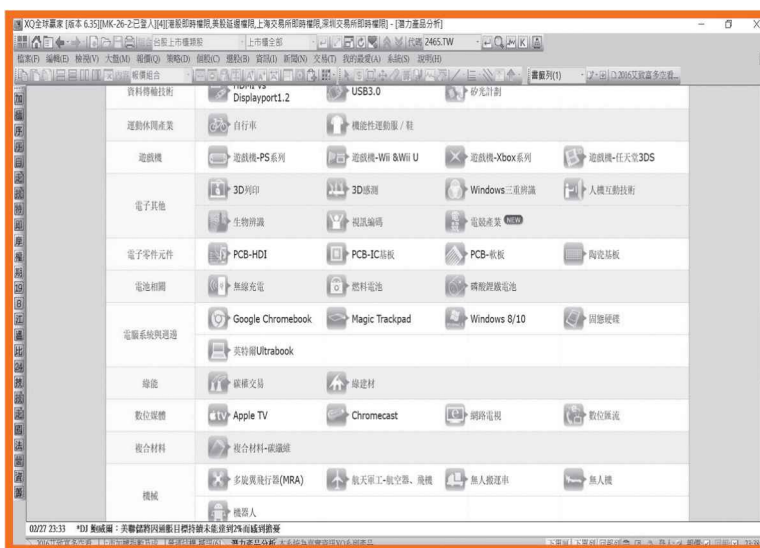 XQ全球贏家 [版本 6.35][MK-26-2:已登入][4][港股即時權限,美股延遲權限,上海交易所即時權限,深圳交易所即時權限] - [潛力產品分析]
台股上市櫃類股 上市櫃全部 代碼 2465.TW
檔案(F) 編輯(E) 檢視(V) 大盤(M) 報價(Q) 策略(D) 個股(C) 選股(B) 資訊(I) 新聞(N) 交易(T) 我的最愛(A) 系統(S) 說明(H)
報價組合 書籤列(1)
資料傳輸技術 HDMI vs Displayport1.2 USB3.0 矽光計劃
運動休閒產業 自行車 機能性運動服 / 鞋
遊戲機 遊戲機-PS系列 遊戲機-Wii &Wii U 遊戲機-Xbox系列 遊戲機-任天堂3DS
電子其他 3D列印 3D感測 Windows三重辨識 人機互動技術
生物辨識 視訊編碼 電競產業 NEW
電子零件元件 PCB-HDI PCB-IC基板 PCB-軟板 陶瓷基板
電池相關 無線充電 燃料電池 磷酸鋰鐵電池
電腦系統與週邊 Google Chromebook Magic Trackpad Windows 8/10 固態硬碟
英特爾Ultrabook
綠能 碳權交易 綠建材
數位媒體 Apple TV Chromecast 網路電視 數位匯流
複合材料 複合材料-碳纖維
機械 多旋翼飛行器(MRA) 航天軍工-航空器、飛機 無人搬運車 無人機
機器人
02/27 23:33 *DJ 鮑威爾：美聯儲將因通脹目標持續未能達到2%而感到擔憂